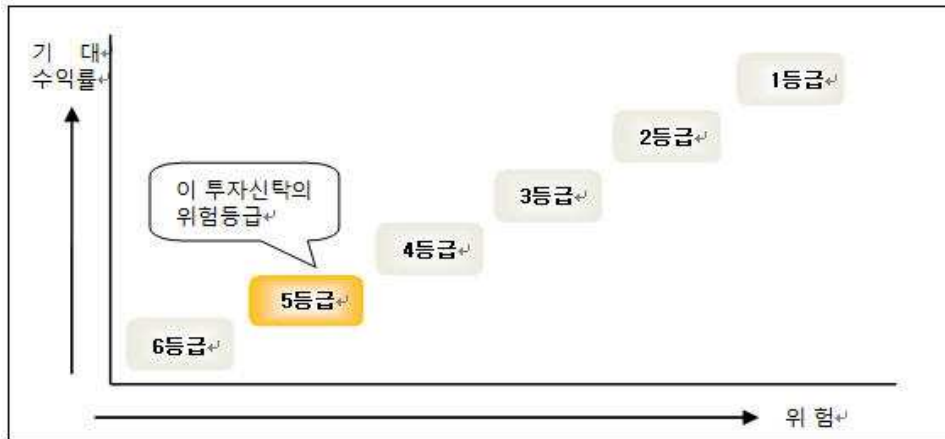 기 대
수익률
1등급
2등급
이 투자신탁의
위험등급
3등급
4등급
5등급
6등급
위 험